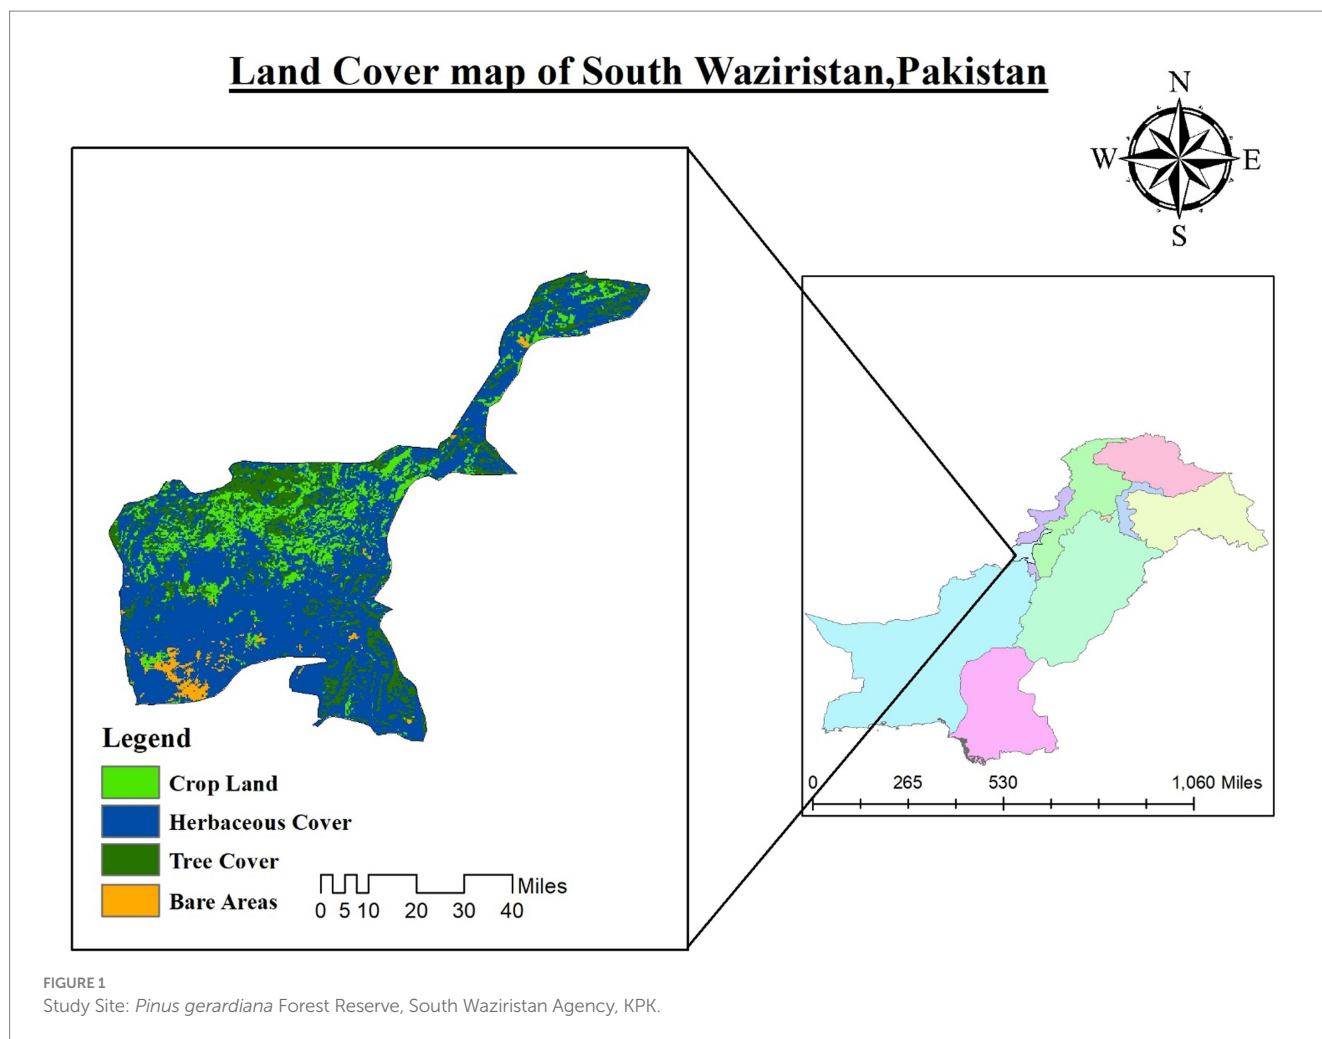 Land Cover map of South Waziristan,Pakistan
N
W E
S
Legend
Crop Land
Herbaceous Cover
Tree Cover
Bare Areas
Miles
0 5 10 20 30 40
0 265 530 1,060 Miles
FIGURE 1
Study Site: Pinus gerardiana Forest Reserve, South Waziristan Agency, KPK.